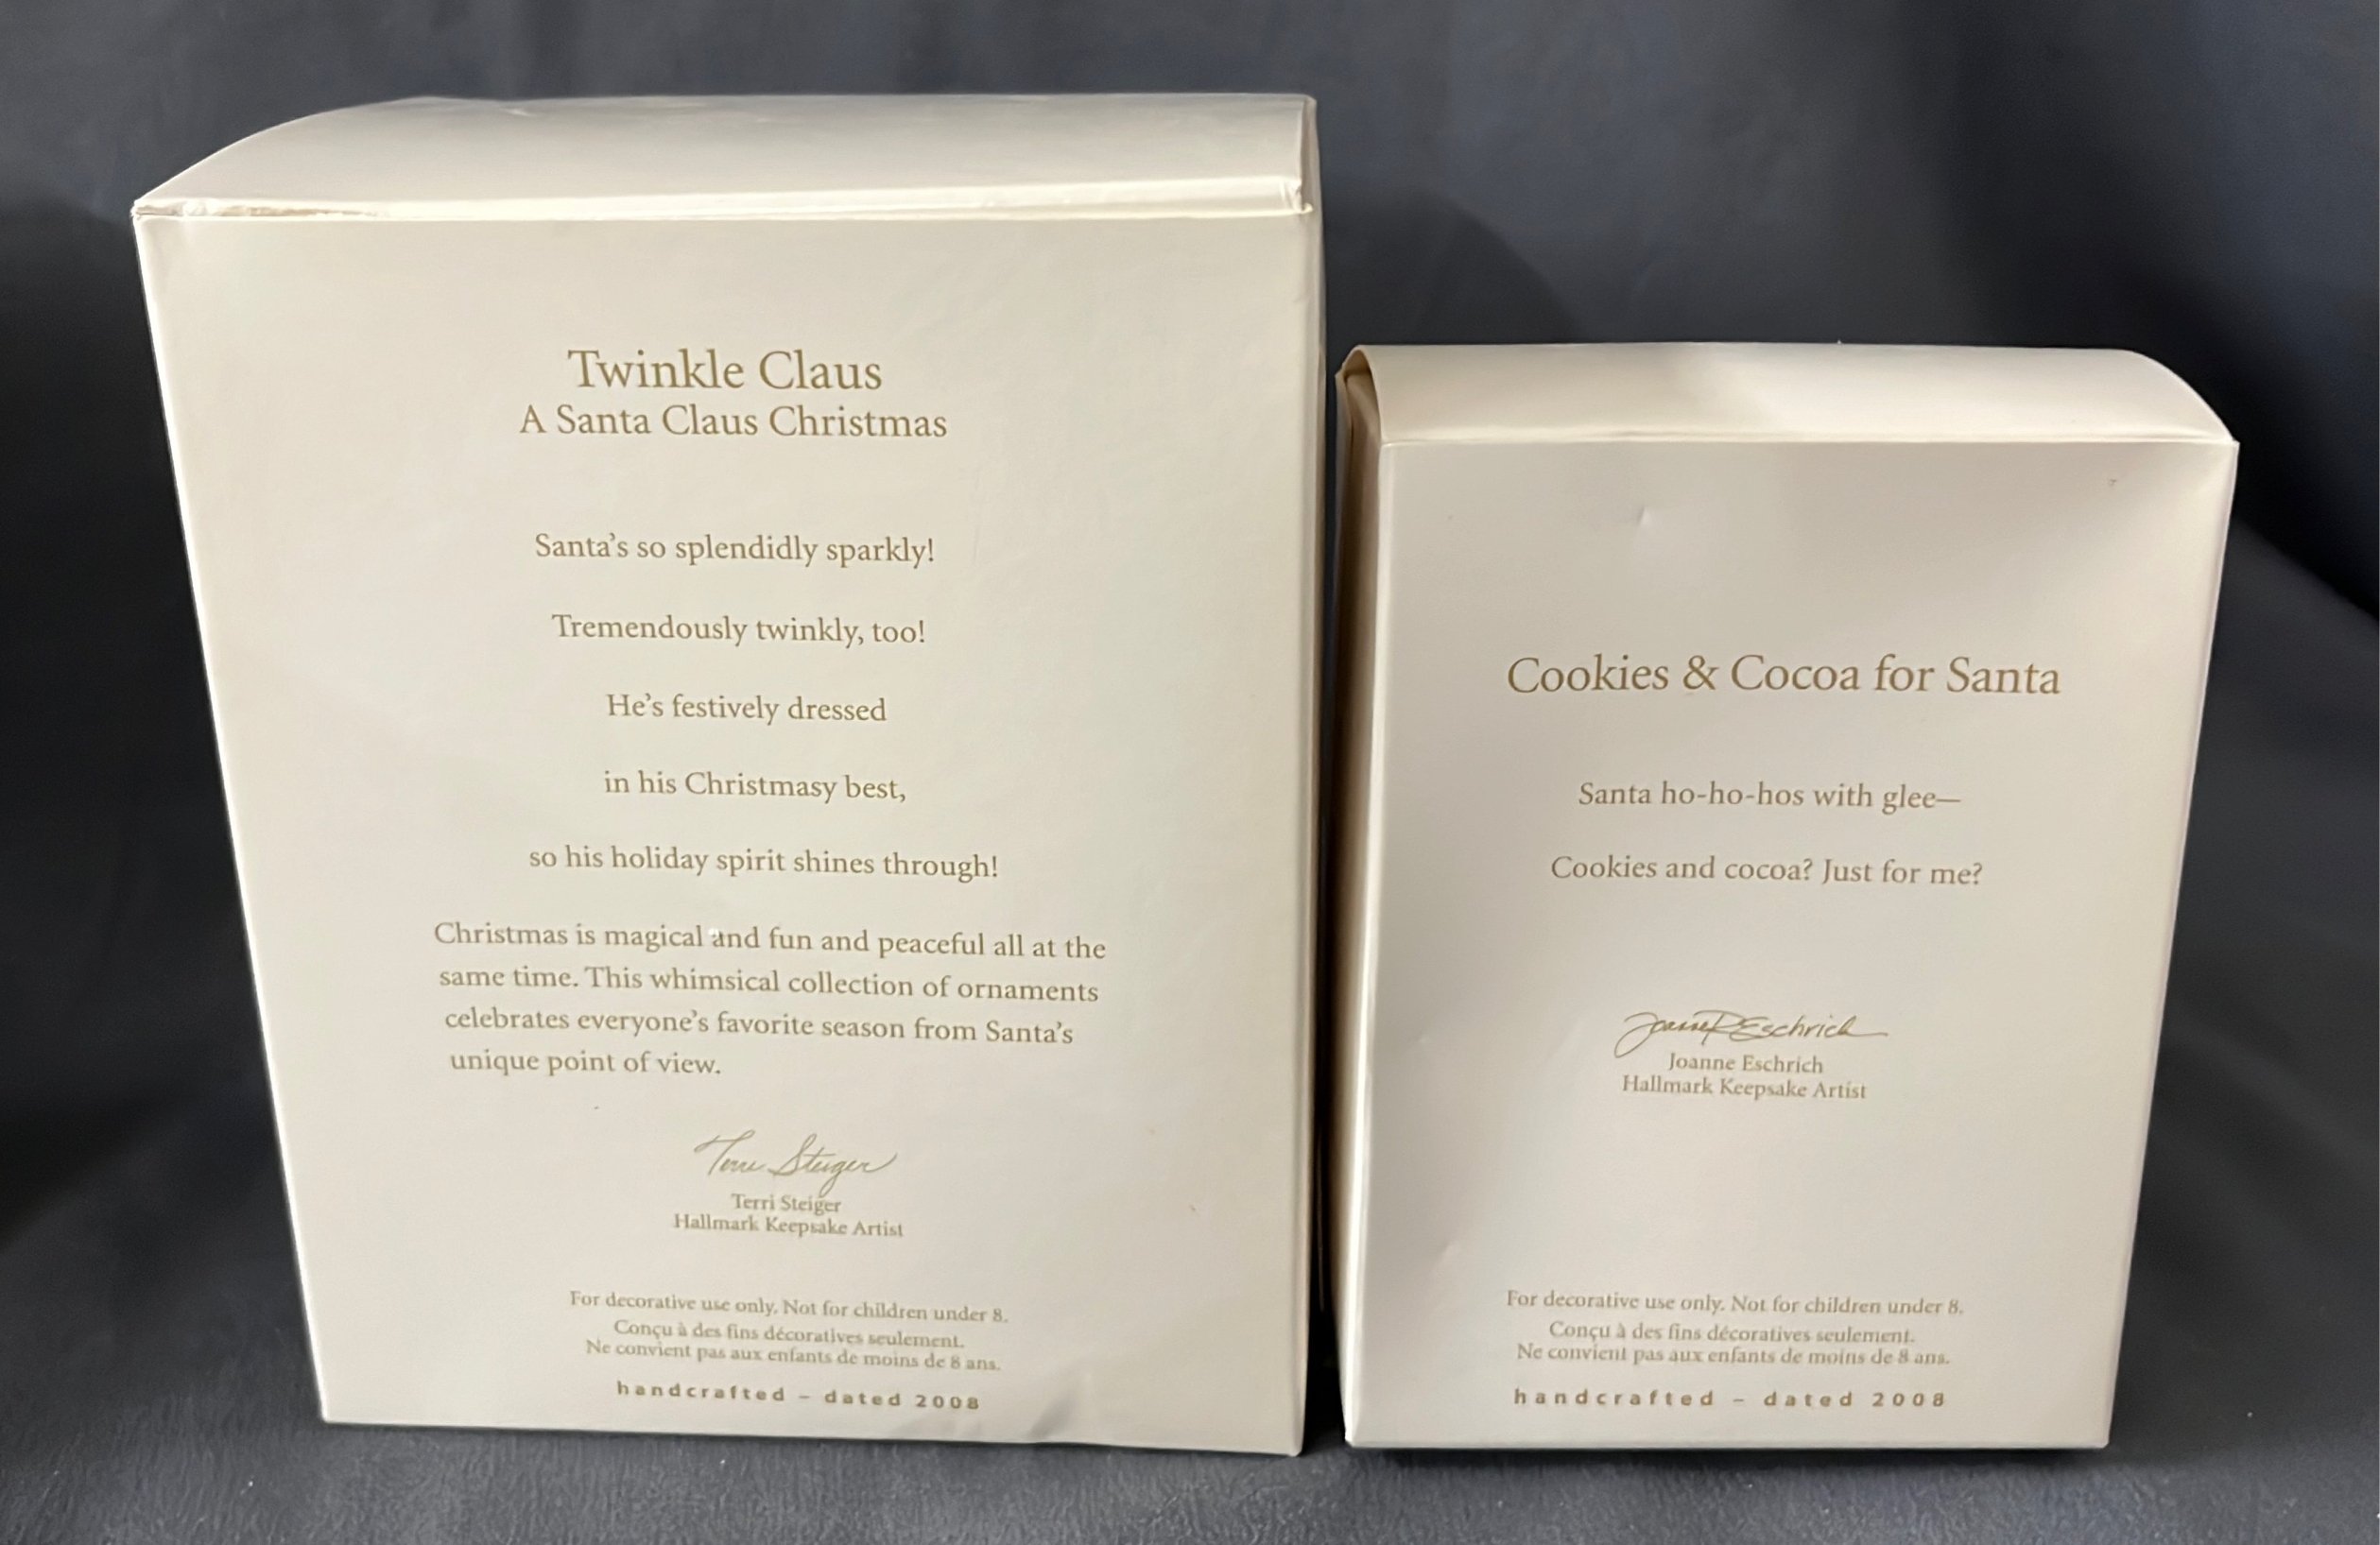 Twinkle Claus
A Santa Claus Christmas
Santa's so splendidly sparkly!
Tremendously twinkly, too!
He's festively dressed
in his Christmasy best,
so his holiday spirit shines through!
Christmas is magical and fun and peaceful all at the
same time. This whimsical collection of ornaments
celebrates everyone's favorite season from Santa's
unique point of view.
Terri Steiger
Terri Steiger
Hallmark Keepsake Artist
For decorative use only. Not for children under 8.
Conçu à des fins décoratives seulement.
Ne convient pas aux enfants de moins de 8 ans.
handcrafted – dated 2008
Cookies & Cocoa for Santa
Santa ho-ho-hos with glee—
Cookies and cocoa? Just for me?
Joanne Eschrich
Joanne Eschrich
Hallmark Keepsake Artist
For decorative use only. Not for children under 8.
Conçu à des fins décoratives seulement.
Ne convient pas aux enfants de moins de 8 ans.
handcrafted – dated 2008